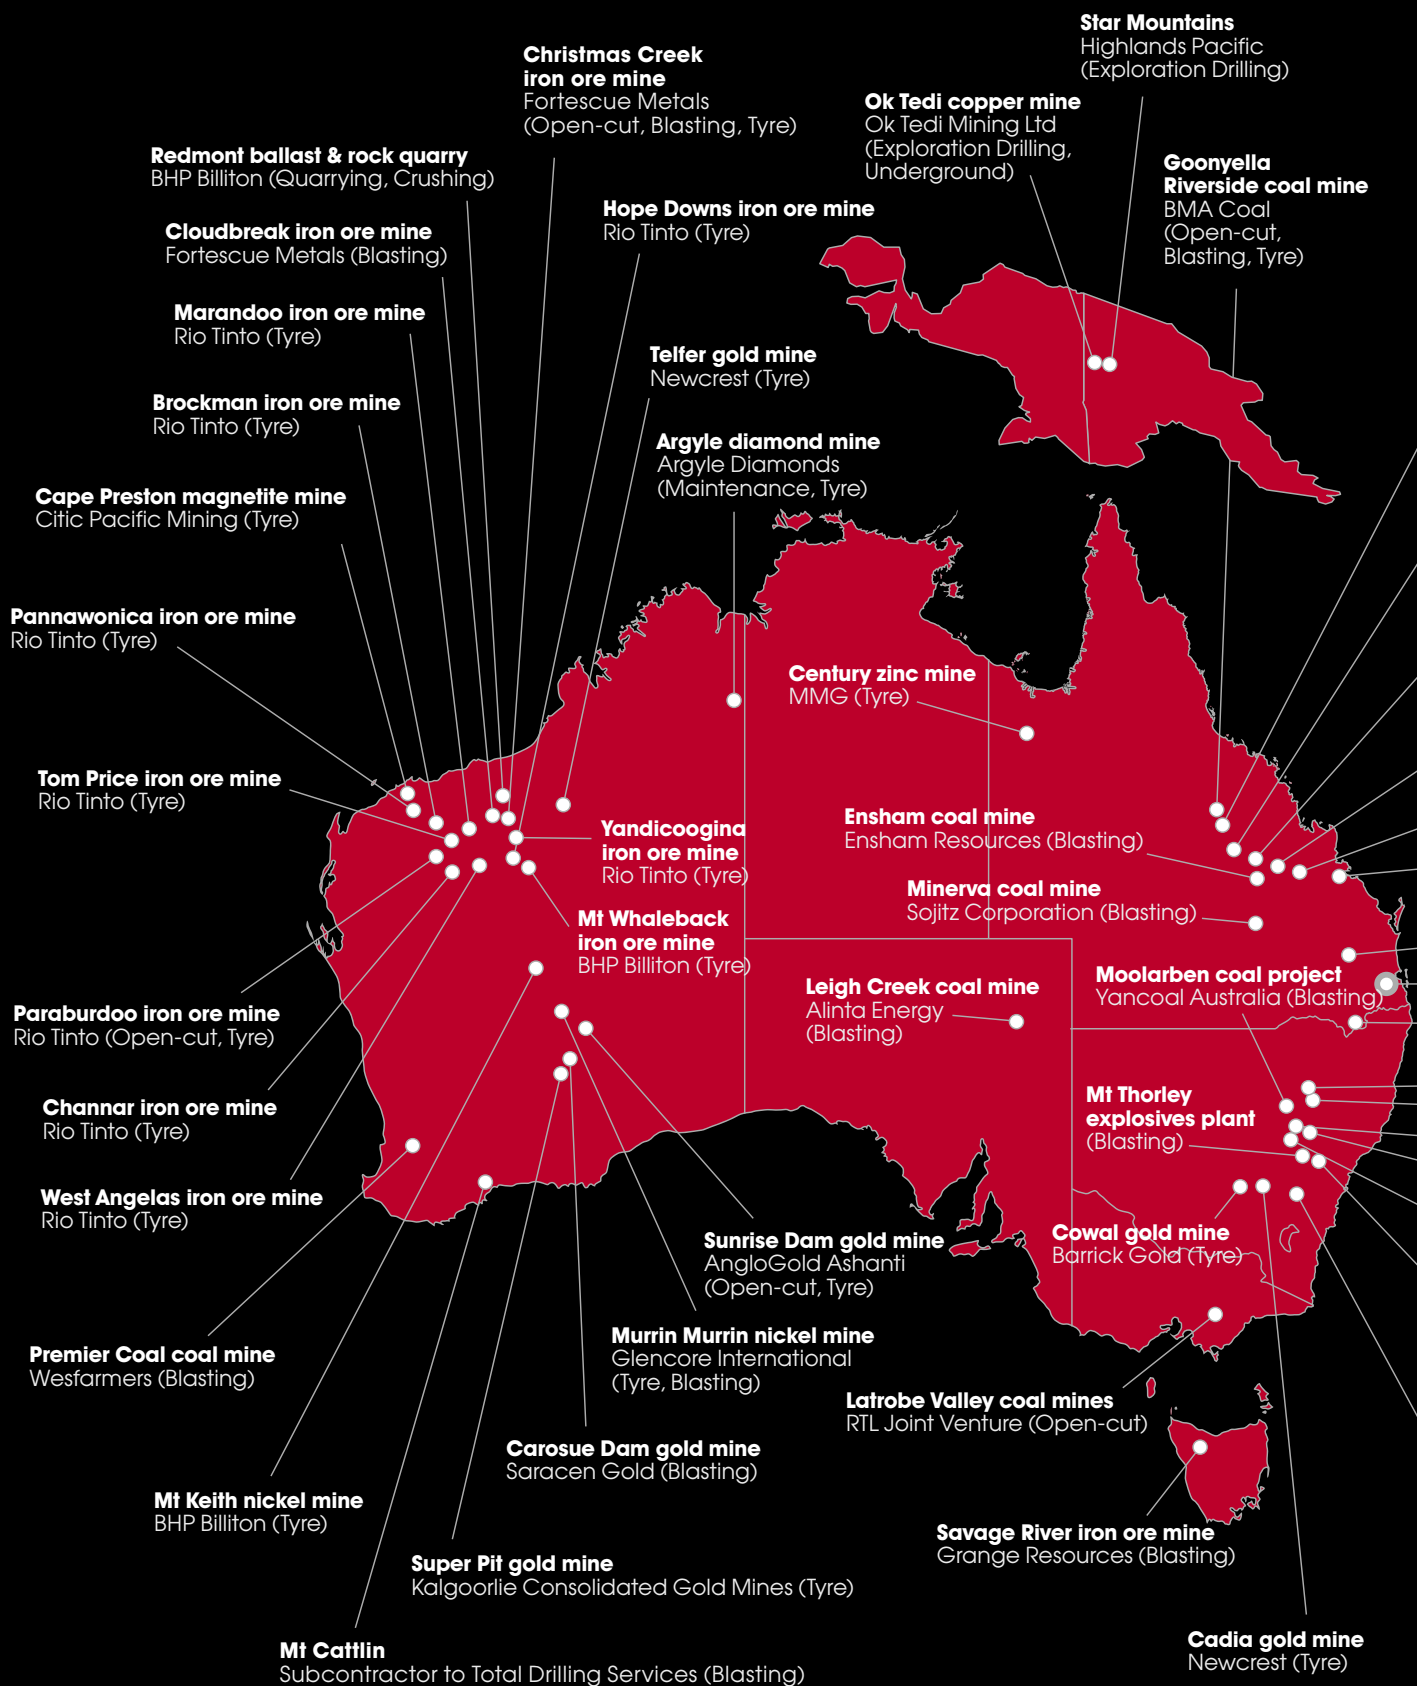 Star Mountains
Highlands Pacific
(Exploration Drilling)
Christmas Creek
iron ore mine
Fortescue Metals
(Open-cut, Blasting, Tyre)
Ok Tedi copper mine
Ok Tedi Mining Ltd
(Exploration Drilling,
Underground)
Redmont ballast & rock quarry
BHP Billiton (Quarrying, Crushing)
Goonyella
Riverside coal mine
BMA Coal
(Open-cut,
Blasting, Tyre)
Hope Downs iron ore mine
Rio Tinto (Tyre)
Cloudbreak iron ore mine
Fortescue Metals (Blasting)
Marandoo iron ore mine
Rio Tinto (Tyre)
Telfer gold mine
Newcrest (Tyre)
Brockman iron ore mine
Rio Tinto (Tyre)
Argyle diamond mine
Argyle Diamonds
(Maintenance, Tyre)
Cape Preston magnetite mine
Citic Pacific Mining (Tyre)
Pannawonica iron ore mine
Rio Tinto (Tyre)
Century zinc mine
MMG (Tyre)
Tom Price iron ore mine
Rio Tinto (Tyre)
Ensham coal mine
Ensham Resources (Blasting)
Yandicoogina
iron ore mine
Rio Tinto (Tyre)
Minerva coal mine
Sojitz Corporation (Blasting)
Mt Whaleback
iron ore mine
BHP Billiton (Tyre)
Moolarben coal project
Yancoal Australia (Blasting)
Leigh Creek coal mine
Alinta Energy
(Blasting)
Paraburdoo iron ore mine
Rio Tinto (Open-cut, Tyre)
Mt Thorley
explosives plant
(Blasting)
Channar iron ore mine
Rio Tinto (Tyre)
West Angelas iron ore mine
Rio Tinto (Tyre)
Cowal gold mine
Barrick Gold (Tyre)
Sunrise Dam gold mine
AngloGold Ashanti
(Open-cut, Tyre)
Murrin Murrin nickel mine
Glencore International
(Tyre, Blasting)
Premier Coal coal mine
Wesfarmers (Blasting)
Latrobe Valley coal mines
RTL Joint Venture (Open-cut)
Carosue Dam gold mine
Saracen Gold (Blasting)
Mt Keith nickel mine
BHP Billiton (Tyre)
Savage River iron ore mine
Grange Resources (Blasting)
Super Pit gold mine
Kalgoorlie Consolidated Gold Mines (Tyre)
Cadia gold mine
Newcrest (Tyre)
Mt Cattlin
Subcontractor to Total Drilling Services (Blasting)